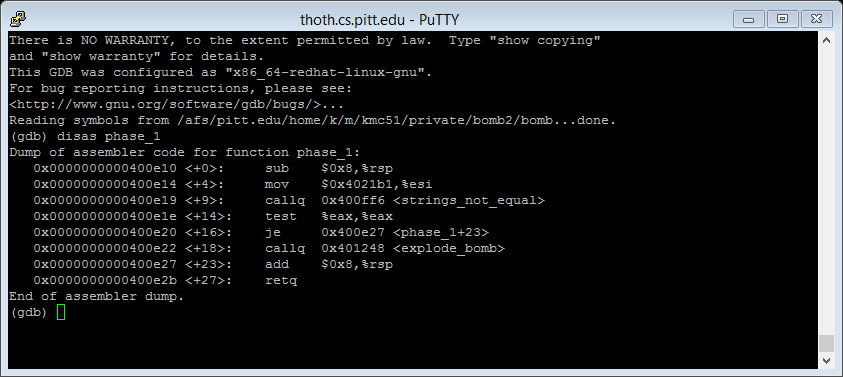 thoth.cs.pitt.edu - PuTTY
There is NO WARRANTY, to the extent permitted by law.  Type "show copying"
and "show warranty" for details.
This GDB was configured as "x86_64-redhat-linux-gnu".
For bug reporting instructions, please see:
<http://www.gnu.org/software/gdb/bugs/>...
Reading symbols from /afs/pitt.edu/home/k/m/kmc51/private/bomb2/bomb...done.
(gdb) disas phase_1
Dump of assembler code for function phase_1:
   0x0000000000400e10 <+0>:     sub    $0x8,%rsp
   0x0000000000400e14 <+4>:     mov    $0x4021b1,%esi
   0x0000000000400e19 <+9>:     callq  0x400ff6 <strings_not_equal>
   0x0000000000400e1e <+14>:    test   %eax,%eax
   0x0000000000400e20 <+16>:    je     0x400e27 <phase_1+23>
   0x0000000000400e22 <+18>:    callq  0x401248 <explode_bomb>
   0x0000000000400e27 <+23>:    add    $0x8,%rsp
   0x0000000000400e2b <+27>:    retq
End of assembler dump.
(gdb)